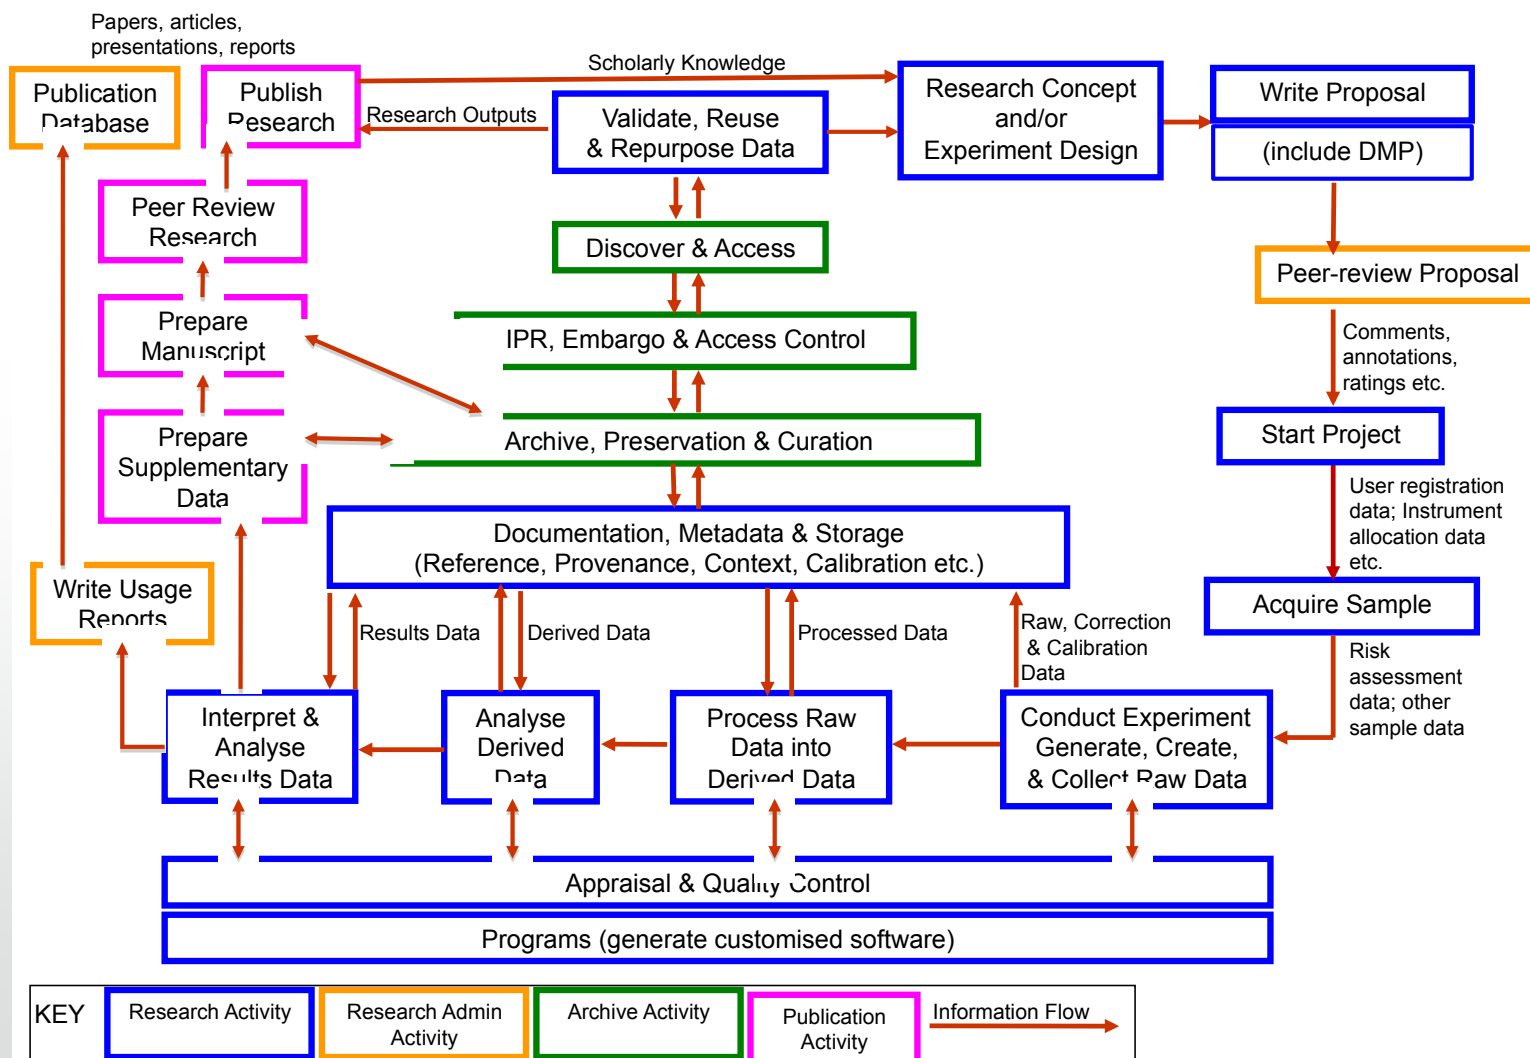 Papers, articles,
presentations, reports
Publication
Database
Publish
Research
Scholarly Knowledge
Research Outputs
Validate, Reuse
& Repurpose Data
Research Concept
and/or
Experiment Design
Write Proposal
(include DMP)
Peer Review
Research
Discover & Access
Peer-review Proposal
Prepare
Manuscript
IPR, Embargo & Access Control
Comments,
annotations,
ratings etc.
Prepare
Supplementary
Data
Archive, Preservation & Curation
Start Project
User registration
data; Instrument
allocation data
etc.
Documentation, Metadata & Storage
(Reference, Provenance, Context, Calibration etc.)
Write Usage
Reports
Acquire Sample
Results Data
Derived Data
Processed Data
Raw, Correction
& Calibration
Data
Risk
assessment
data; other
sample data
Interpret &
Analyse
Results Data
Analyse
Derived
Data
Process Raw
Data into
Derived Data
Conduct Experiment
Generate, Create,
& Collect Raw Data
Appraisal & Quality Control
Programs (generate customised software)
KEY
Research Activity
Research Admin
Activity
Archive Activity
Publication
Activity
Information Flow